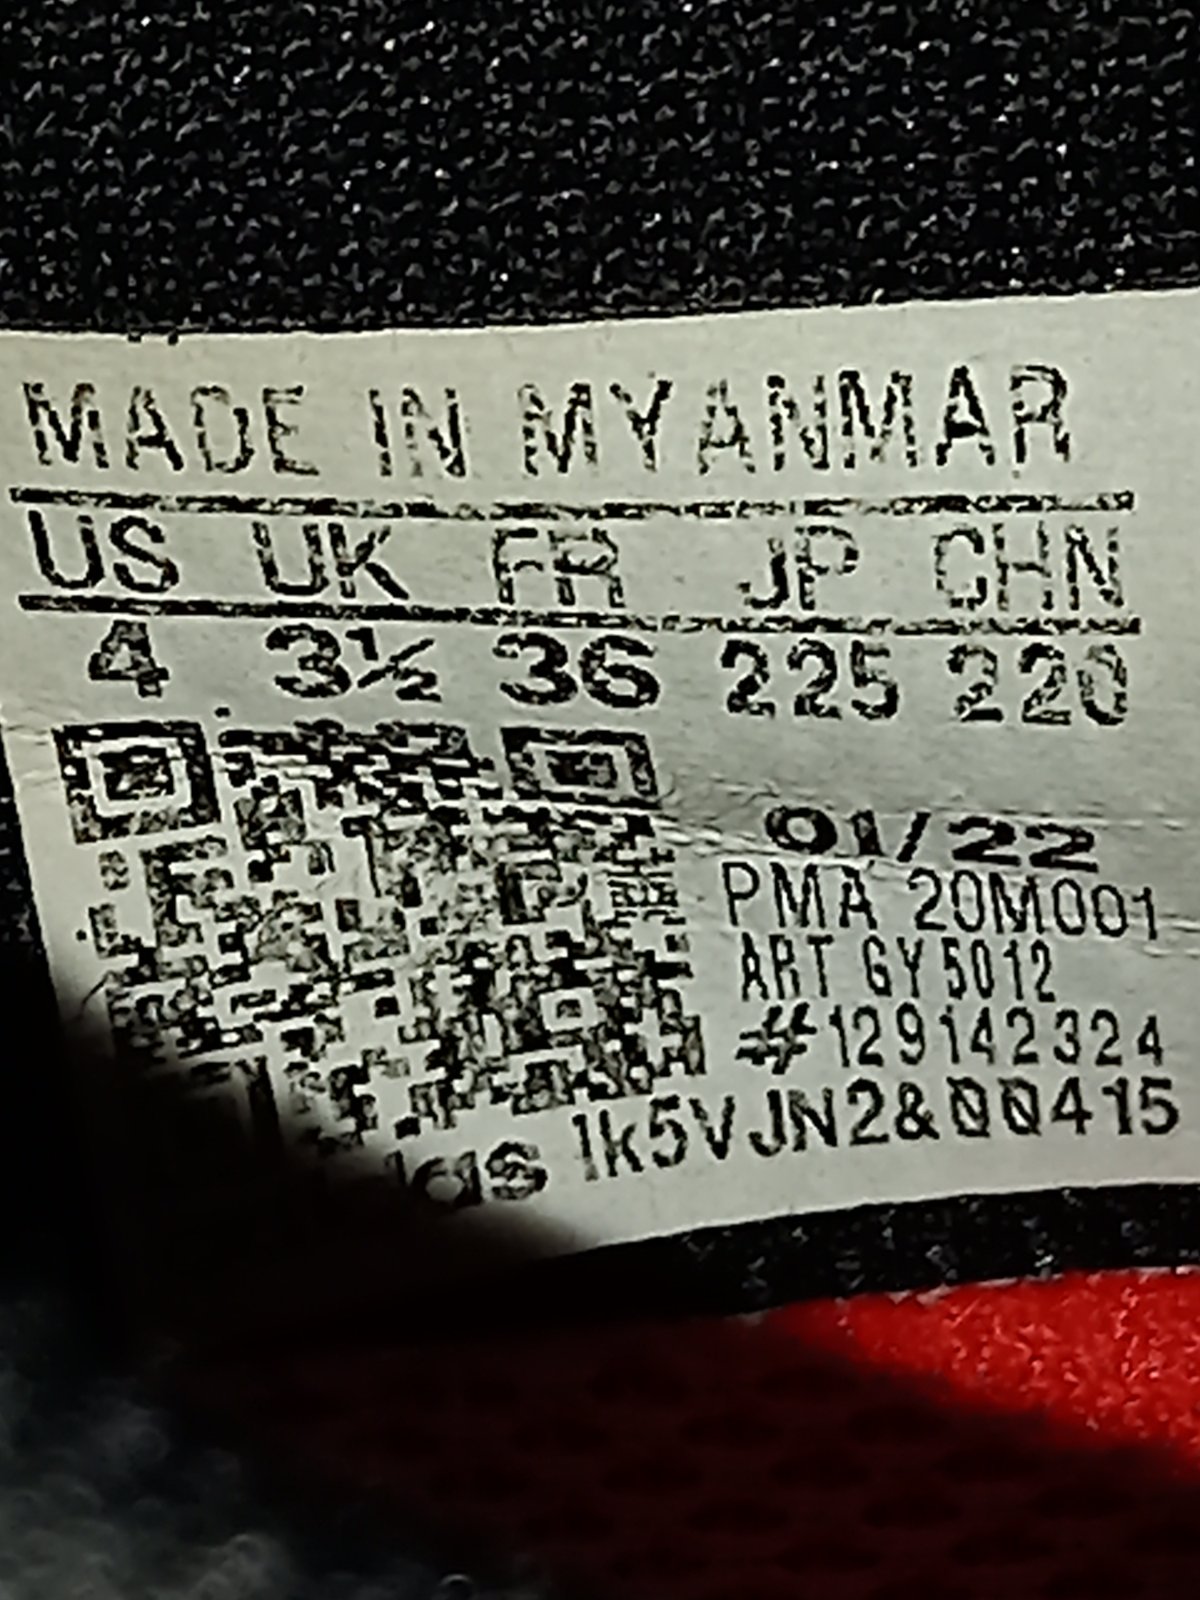 MADE IN MYANMAR
US UK FR JP CHN
4 3½ 36 225 220
01/22
PMA 20M001
ART GY5012
#129142324
1k5VJN2&00415